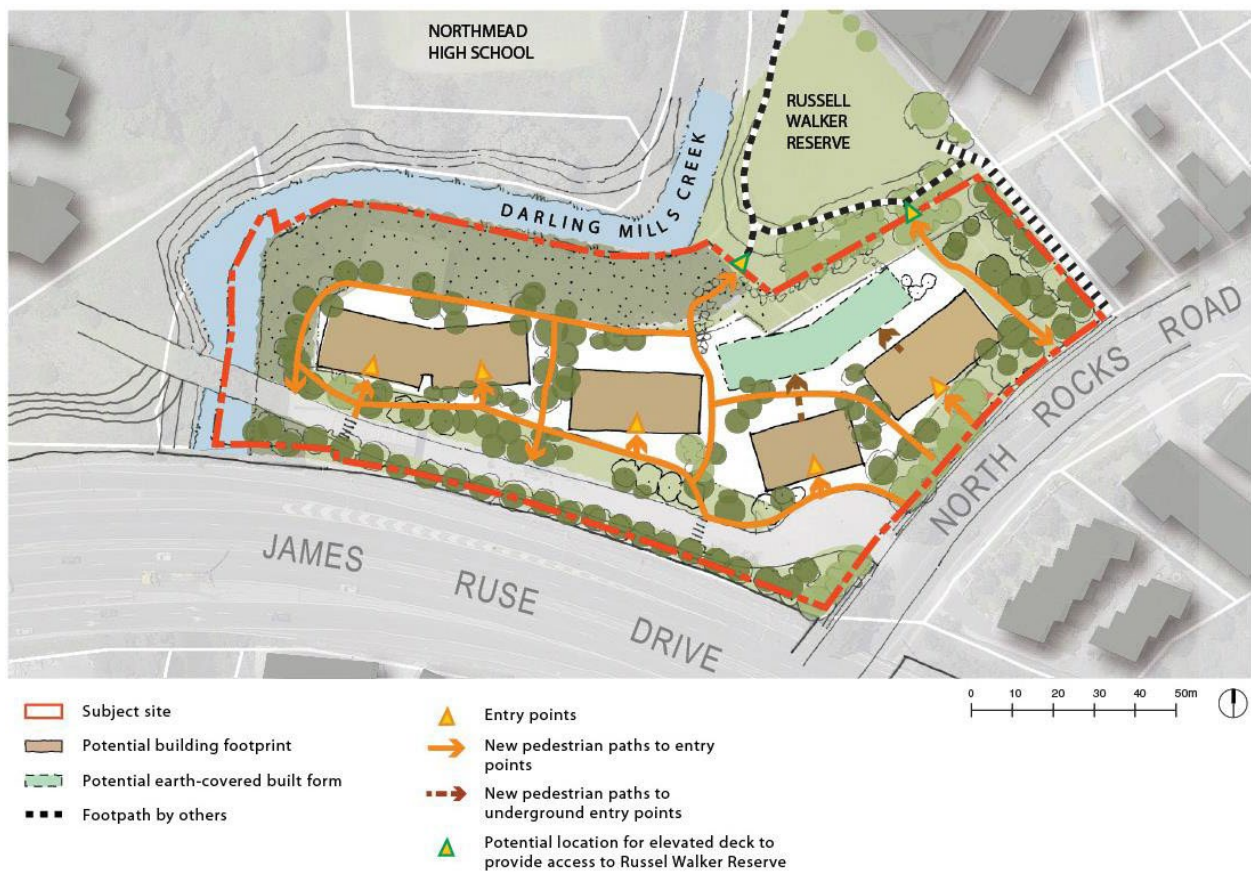 NORTHMEAD
HIGH SCHOOL
RUSSELL
WALKER
RESERVE
DARLING MILLS CREEK
NORTH ROCKS ROAD
JAMES RUSE DRIVE
Subject site
Potential building footprint
Potential earth-covered built form
Footpath by others
Entry points
New pedestrian paths to entry
points
New pedestrian paths to
underground entry points
Potential location for elevated deck to
provide access to Russel Walker Reserve
0 10 20 30 40 50m